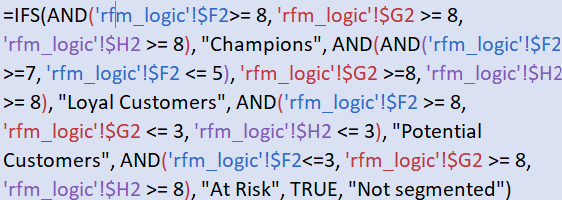 =IFS(AND('rfm_logic'!$F2>= 8, 'rfm_logic'!$G2 >= 8,
'rfm_logic'!$H2 >= 8), "Champions", AND(AND('rfm_logic'!$F2
>=7, 'rfm_logic'!$F2 <= 5), 'rfm_logic'!$G2 >=8, 'rfm_logic'!$H2
>= 8), "Loyal Customers", AND('rfm_logic'!$F2 >= 8,
'rfm_logic'!$G2 <= 3, 'rfm_logic'!$H2 <= 3), "Potential
Customers", AND('rfm_logic'!$F2<=3, 'rfm_logic'!$G2 >= 8,
'rfm_logic'!$H2 >= 8), "At Risk", TRUE, "Not segmented")